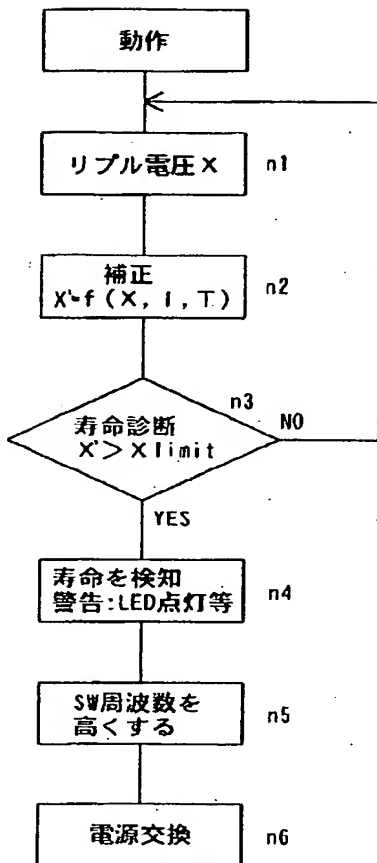 動作
リプル電圧X n1
補正
X'=f(X, I, T) n2
n3
寿命診断
X'>Xlimit
NO
YES
寿命を検知
警告:LED点灯等 n4
SW周波数を
高くする n5
電源交換 n6